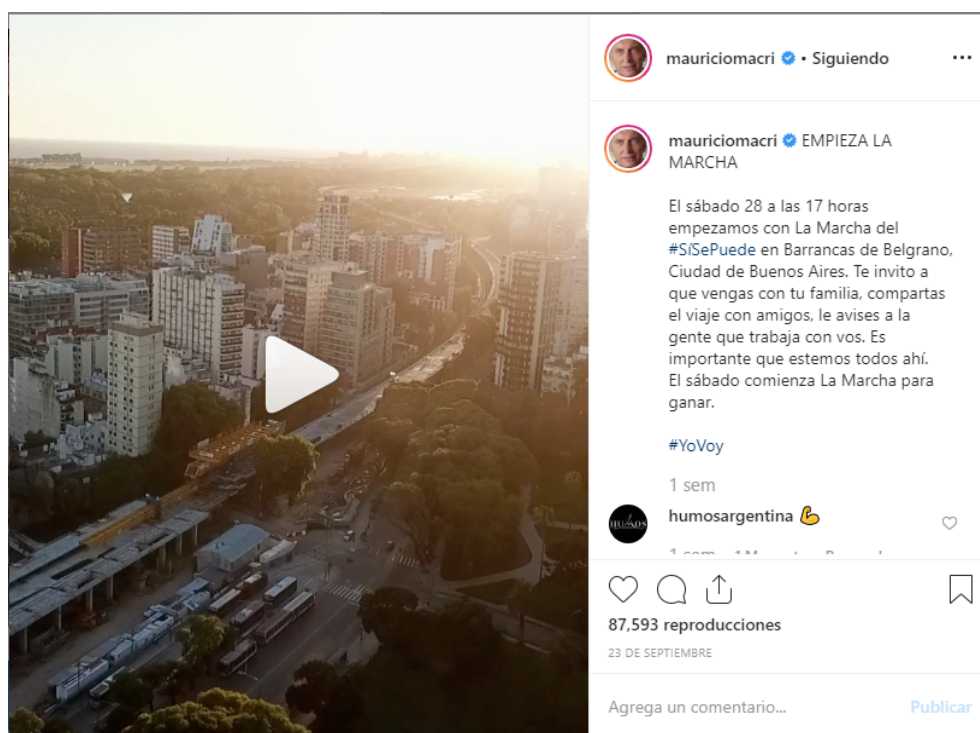 mauriciomacri • Siguiendo
mauriciomacri EMPIEZA LA
MARCHA
El sábado 28 a las 17 horas
empezamos con La Marcha del
#SíSePuede en Barrancas de Belgrano,
Ciudad de Buenos Aires. Te invito a
que vengas con tu familia, compartas
el viaje con amigos, le avises a la
gente que trabaja con vos. Es
importante que estemos todos ahí.
El sábado comienza La Marcha para
ganar.
#YoVoy
1 sem
HUMOS
humosargentina 💪
1 sem
87,593 reproducciones
23 DE SEPTIEMBRE
Agrega un comentario...
Publicar